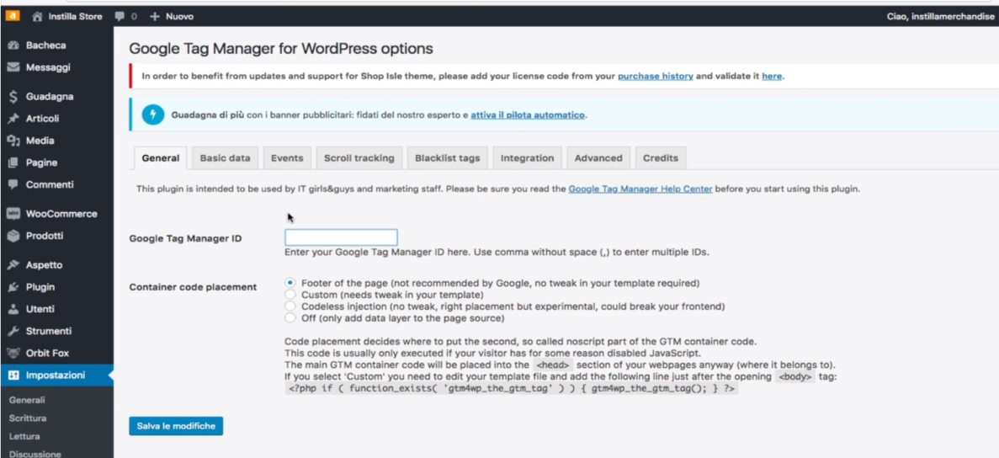 a Instilla Store 0 + Nuovo Ciao, instillamerchandise
Bacheca
Messaggi
Guadagna
Articoli
Media
Pagine
Commenti
WooCommerce
Prodotti
Aspetto
Plugin
Utenti
Strumenti
Orbit Fox
Impostazioni
Generali
Scrittura
Lettura
Discussione
Google Tag Manager for WordPress options
In order to benefit from updates and support for Shop Isle theme, please add your license code from your purchase history and validate it here.
Guadagna di più con i banner pubblicitari: fidati del nostro esperto e attiva il pilota automatico.
General Basic data Events Scroll tracking Blacklist tags Integration Advanced Credits
This plugin is intended to be used by IT girls&guys and marketing staff. Please be sure you read the Google Tag Manager Help Center before you start using this plugin.
Google Tag Manager ID
Enter your Google Tag Manager ID here. Use comma without space (,) to enter multiple IDs.
Container code placement
Footer of the page (not recommended by Google, no tweak in your template required)
Custom (needs tweak in your template)
Codeless injection (no tweak, right placement but experimental, could break your frontend)
Off (only add data layer to the page source)
Code placement decides where to put the second, so called noscript part of the GTM container code.
This code is usually only executed if your visitor has for some reason disabled JavaScript.
The main GTM container code will be placed into the <head> section of your webpages anyway (where it belongs to).
If you select 'Custom' you need to edit your template file and add the following line just after the opening <body> tag:
<?php if ( function_exists( 'gtm4wp_the_gtm_tag' ) ) { gtm4wp_the_gtm_tag(); } ?>
Salva le modifiche